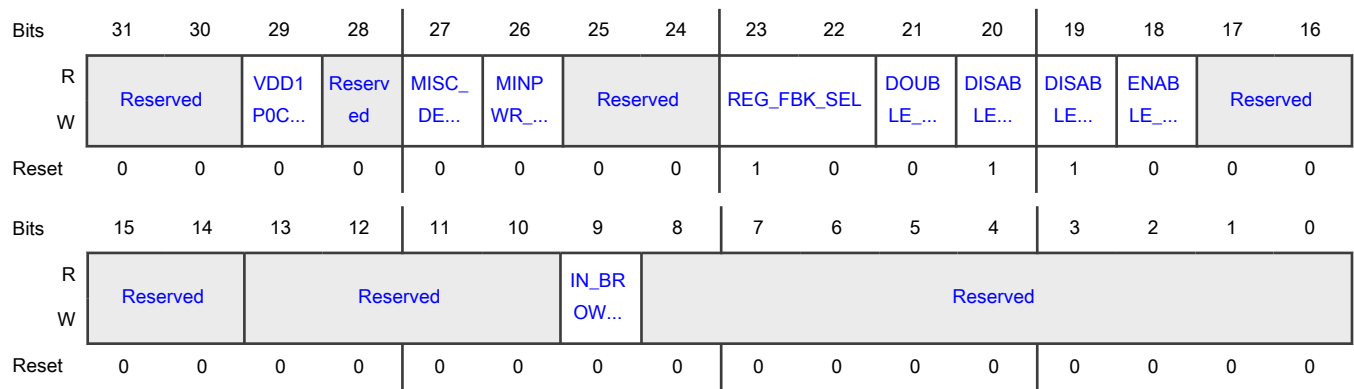 Bits 31 30 29 28 27 26 25 24 23 22 21 20 19 18 17 16
R Reserved VDD1 Reserv MISC_ MINP Reserved REG_FBK_SEL DOUB DISAB DISAB ENAB Reserved
W P0C... ed DE... WR_... LE_... LE... LE... LE_...
Reset 0 0 0 0 0 0 0 0 1 0 0 1 1 0 0 0
Bits 15 14 13 12 11 10 9 8 7 6 5 4 3 2 1 0
R Reserved Reserved IN_BR Reserved
W OW...
Reset 0 0 0 0 0 0 0 0 0 0 0 0 0 0 0 0